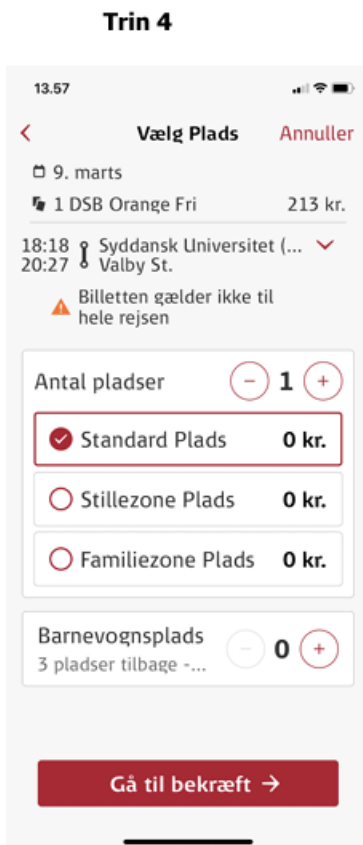 Trin 4
13.57
Vælg Plads Annuller
9. marts
1 DSB Orange Fri 213 kr.
18:18 Syddansk Universitet (...
20:27 Valby St.
Billetten gælder ikke til
hele rejsen
Antal pladser − 1 +
Standard Plads 0 kr.
Stillezone Plads 0 kr.
Familiezone Plads 0 kr.
Barnevognsplads − 0 +
3 pladser tilbage -...
Gå til bekræft →